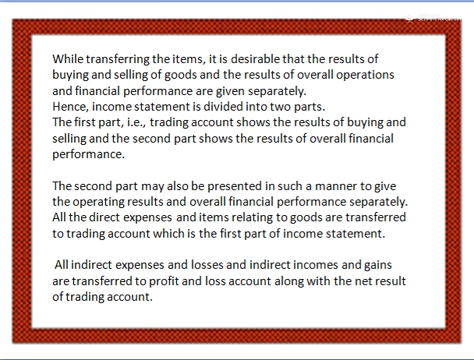 While transferring the items, it is desirable that the results of
buying and selling of goods and the results of overall operations
and financial performance are given separately.
Hence, income statement is divided into two parts.
The first part, i.e., trading account shows the results of buying and
selling and the second part shows the results of overall financial
performance.
The second part may also be presented in such a manner to give
the operating results and overall financial performance separately.
All the direct expenses and items relating to goods are transferred
to trading account which is the first part of income statement.
All indirect expenses and losses and indirect incomes and gains
are transferred to profit and loss account along with the net result
of trading account.